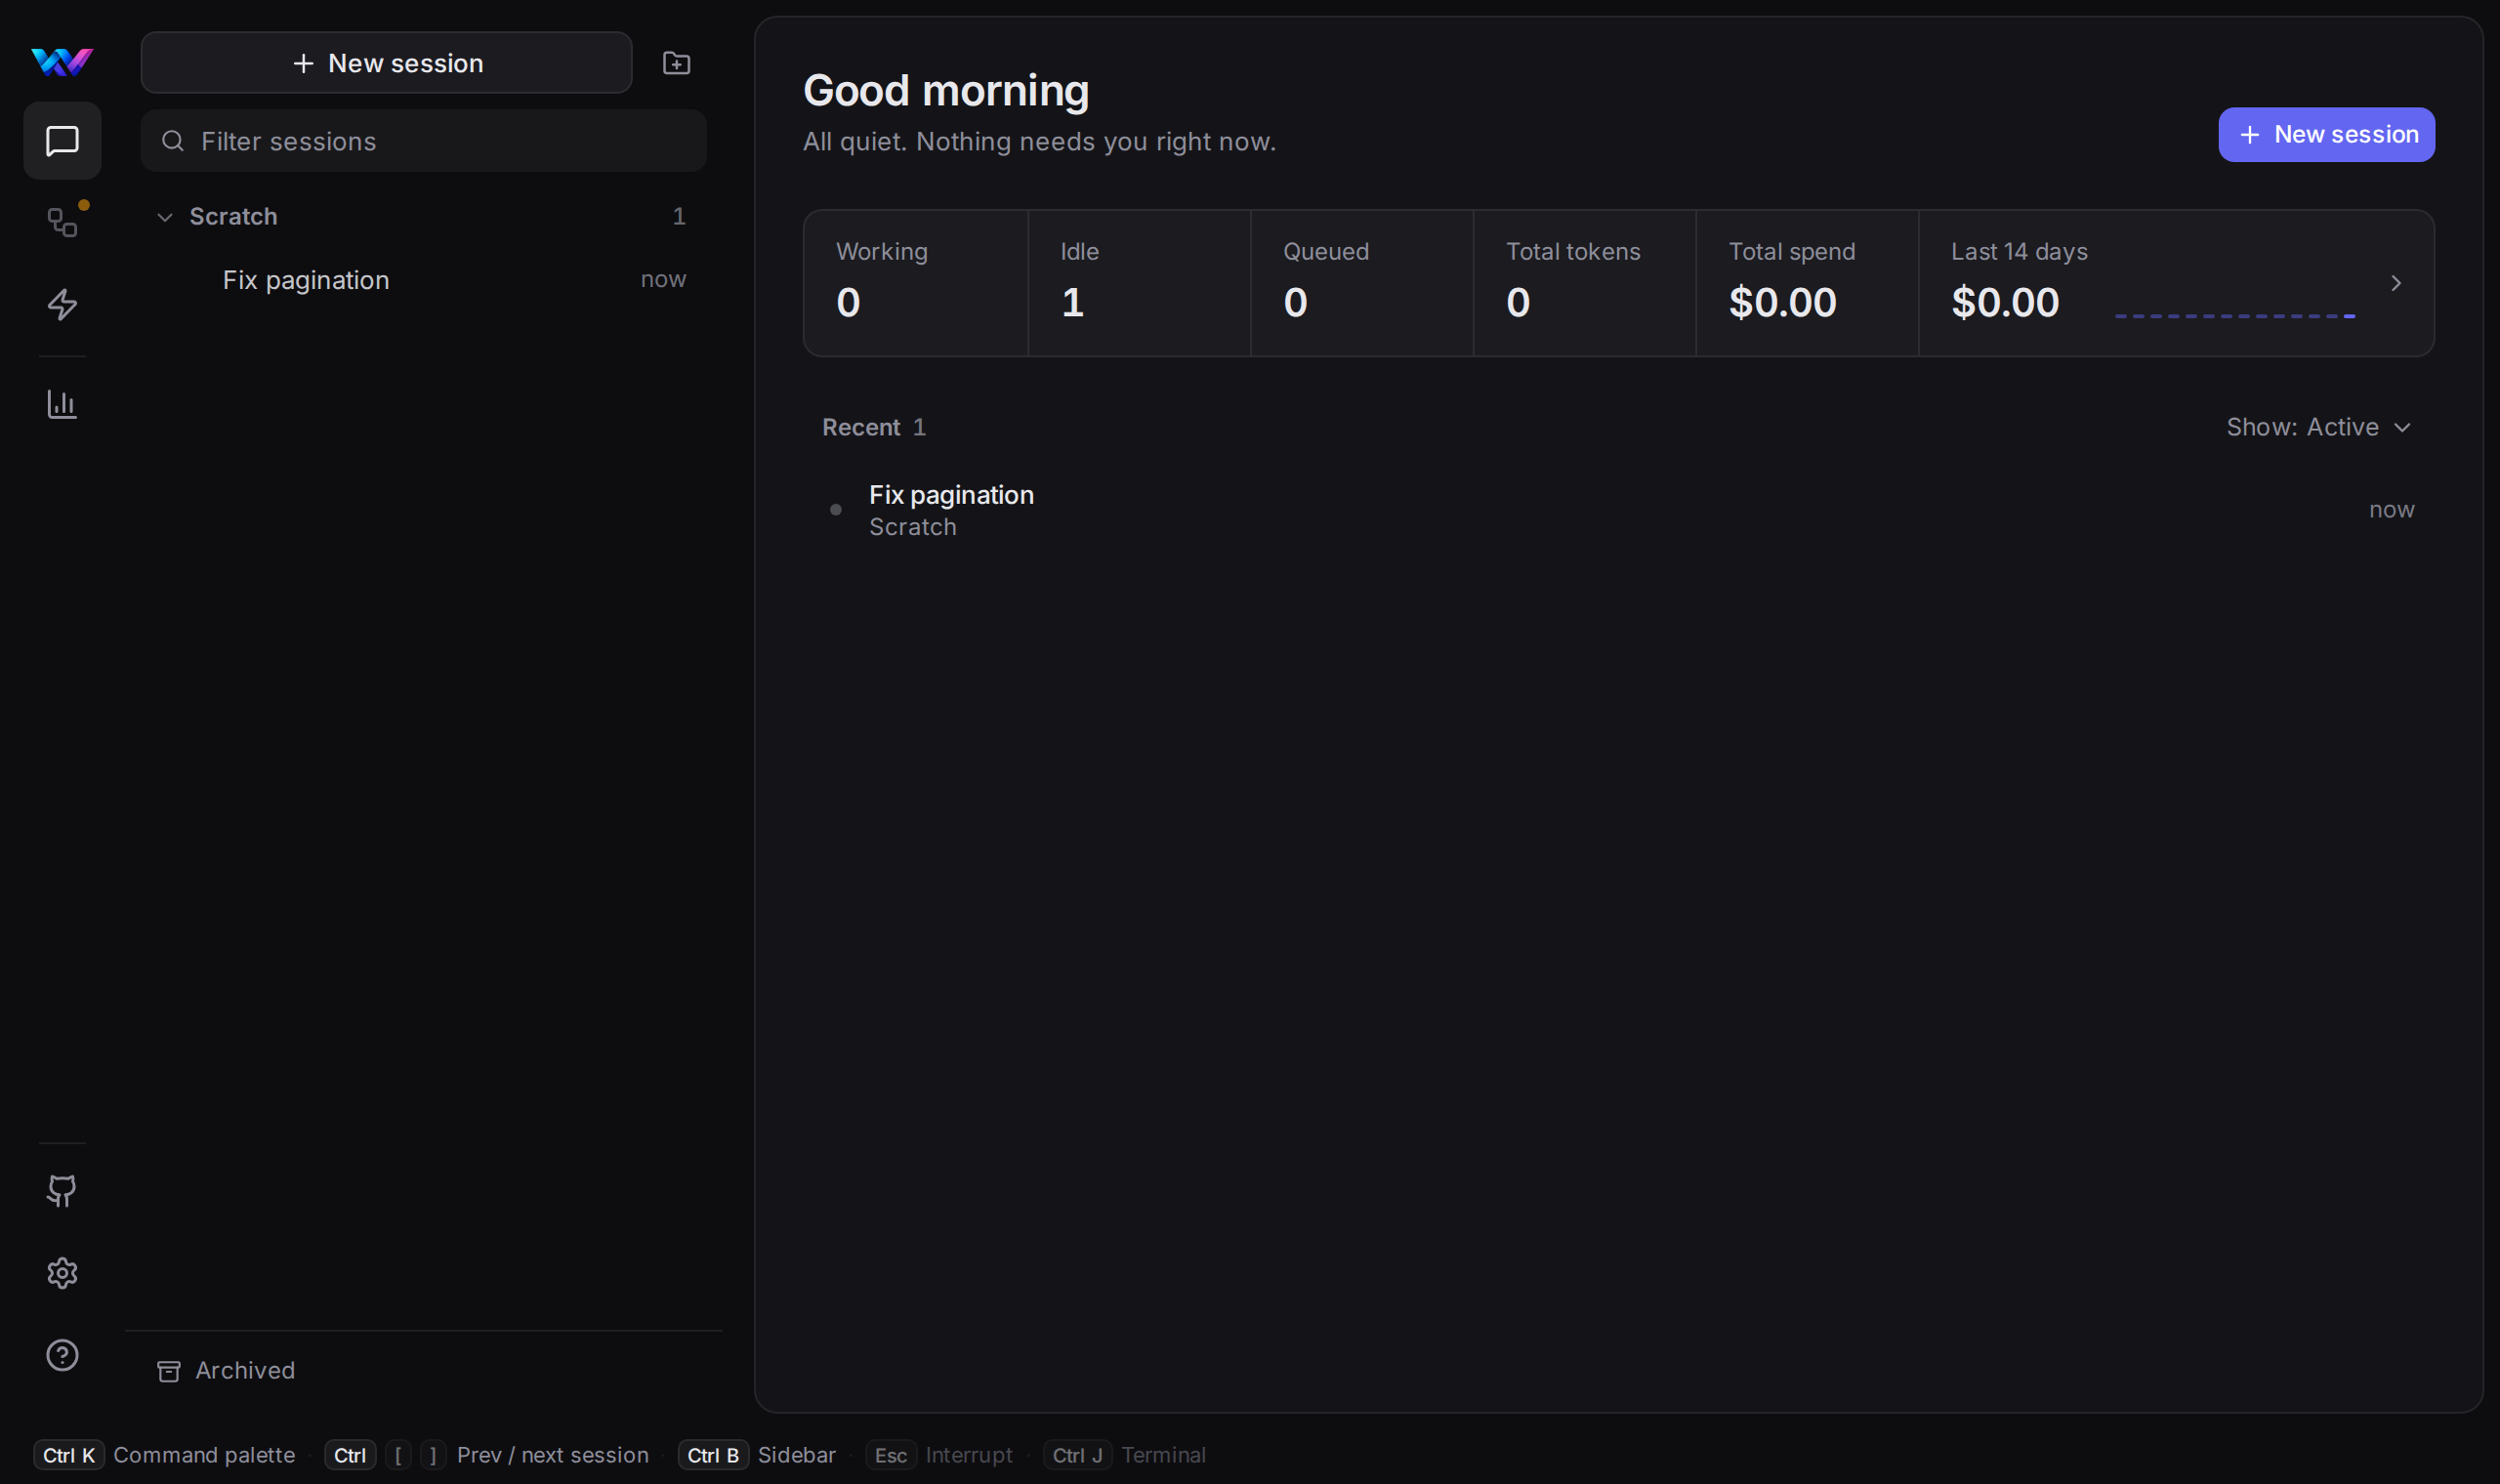 New session
Filter sessions
Scratch 1
Fix pagination now
Archived
Good morning
All quiet. Nothing needs you right now.
New session
Working
0
Idle
1
Queued
0
Total tokens
0
Total spend
$0.00
Last 14 days
$0.00
Recent 1
Show: Active
Fix pagination
Scratch
now
Ctrl K Command palette · Ctrl [ ] Prev / next session · Ctrl B Sidebar · Esc Interrupt · Ctrl J Terminal